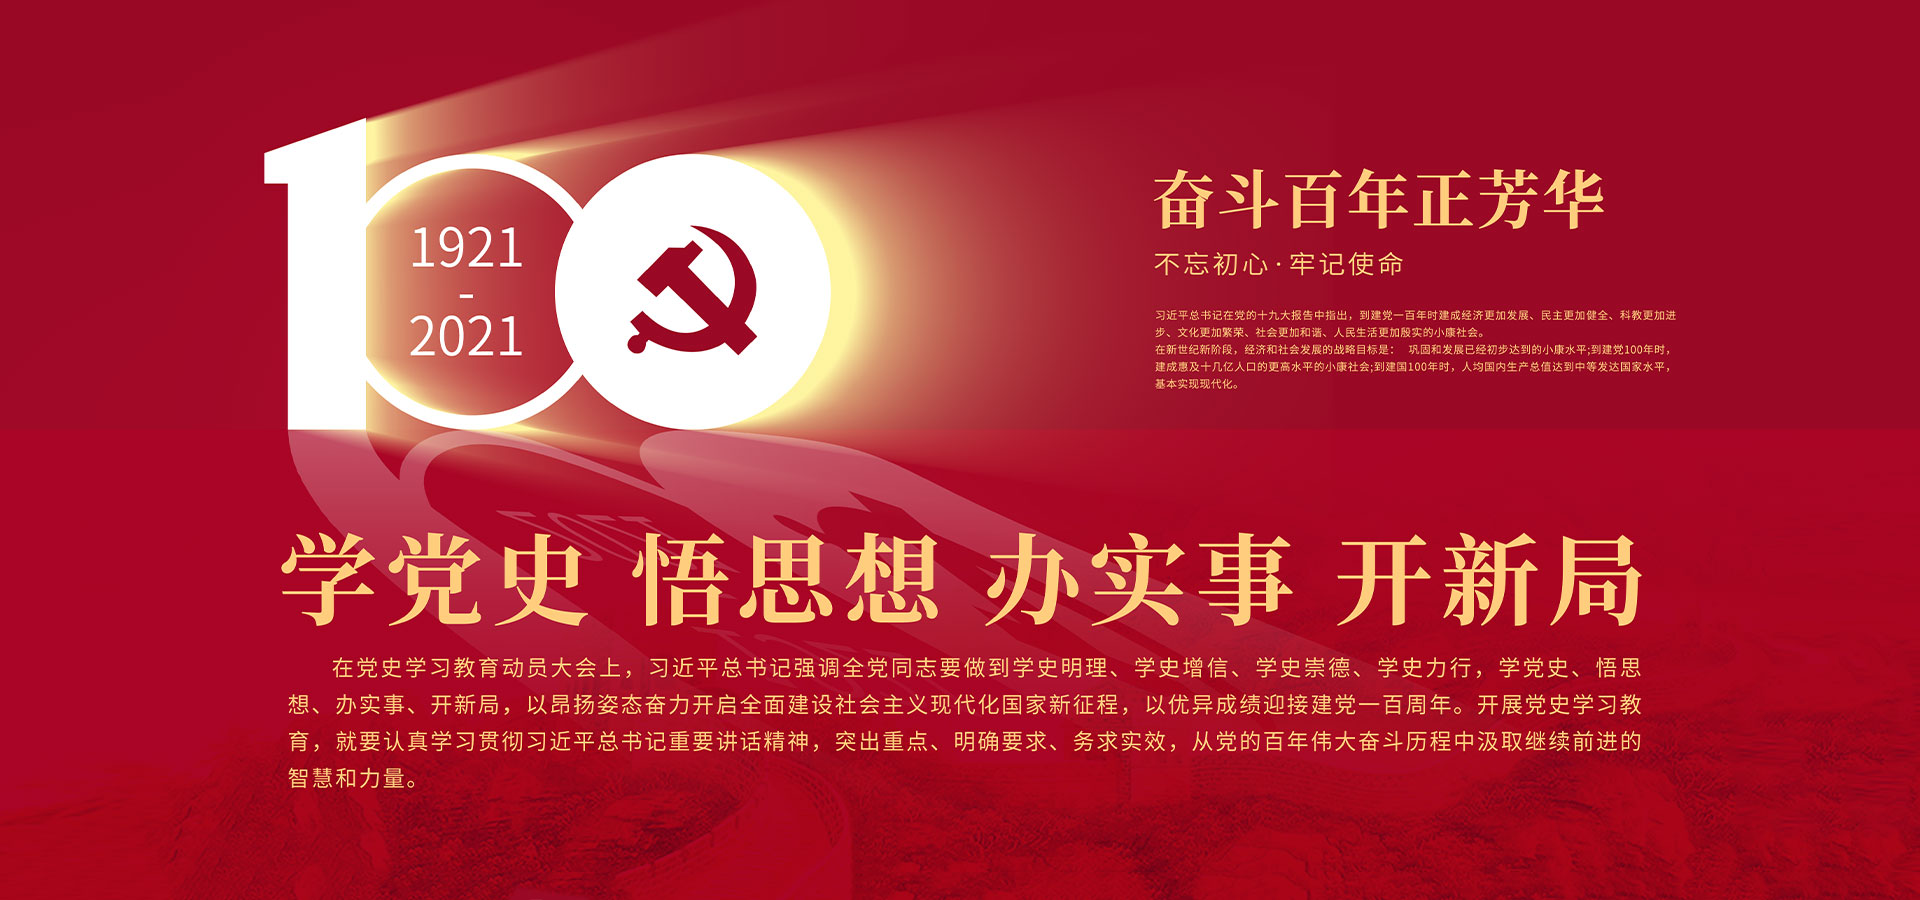 100
1921
-
2021
奋斗百年正芳华
不忘初心·牢记使命
习近平总书记在党的十九大报告中指出，到建党一百年时建成经济更加发展、民主更加健全、科教更加进
步、文化更加繁荣、社会更加和谐、人民生活更加殷实的小康社会。
在新世纪新阶段，经济和社会发展的战略目标是： 巩固和发展已经初步达到的小康水平;到建党100年时，
建成惠及十几亿人口的更高水平的小康社会;到建国100年时，人均国内生产总值达到中等发达国家水平，
基本实现现代化。
学党史 悟思想 办实事 开新局
在党史学习教育动员大会上，习近平总书记强调全党同志要做到学史明理、学史增信、学史崇德、学史力行，学党史、悟思
想、办实事、开新局，以昂扬姿态奋力开启全面建设社会主义现代化国家新征程，以优异成绩迎接建党一百周年。开展党史学习教
育，就要认真学习贯彻习近平总书记重要讲话精神，突出重点、明确要求、务求实效，从党的百年伟大奋斗历程中汲取继续前进的
智慧和力量。